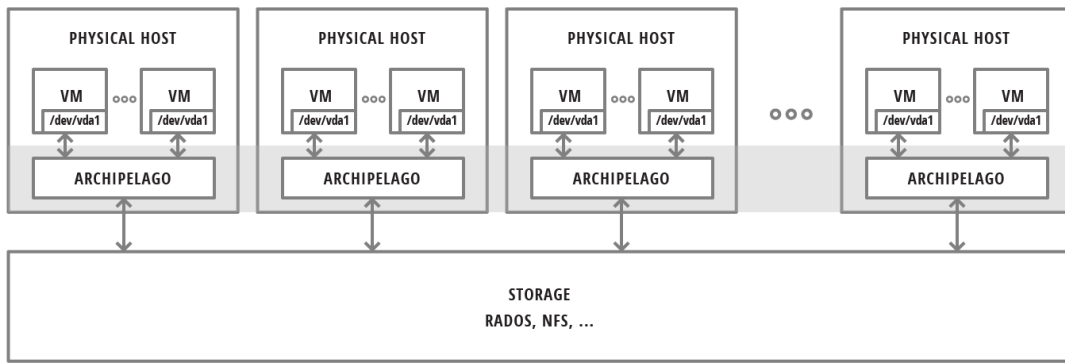 PHYSICAL HOST
VM
VM
/dev/vda1
/dev/vda1
ARCHIPELAGO
PHYSICAL HOST
VM
VM
/dev/vda1
/dev/vda1
ARCHIPELAGO
PHYSICAL HOST
VM
VM
/dev/vda1
/dev/vda1
ARCHIPELAGO
PHYSICAL HOST
VM
VM
/dev/vda1
/dev/vda1
ARCHIPELAGO
STORAGE
RADOS, NFS, ...